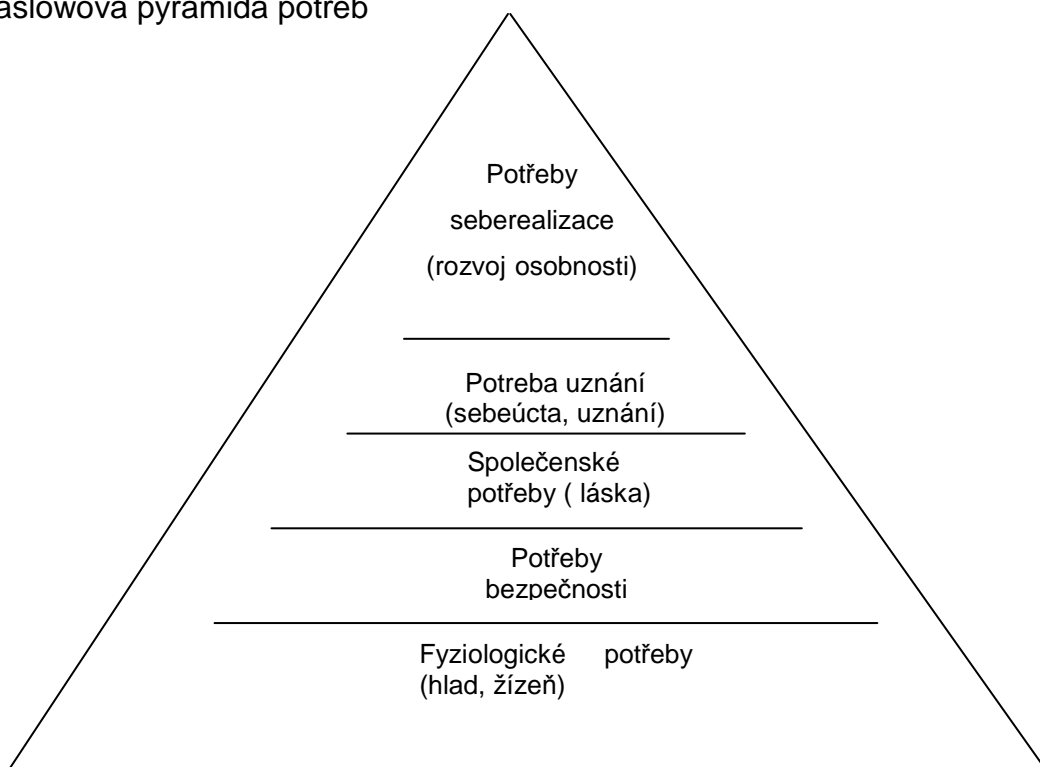 aslowova pyramida potřeb
Potřeby
seberealizace
(rozvoj osobnosti)
Potreba uznání
(sebeúcta, uznání)
Společenské
potřeby ( láska)
Potřeby
bezpečnosti
Fyziologické potřeby
(hlad, žízeň)